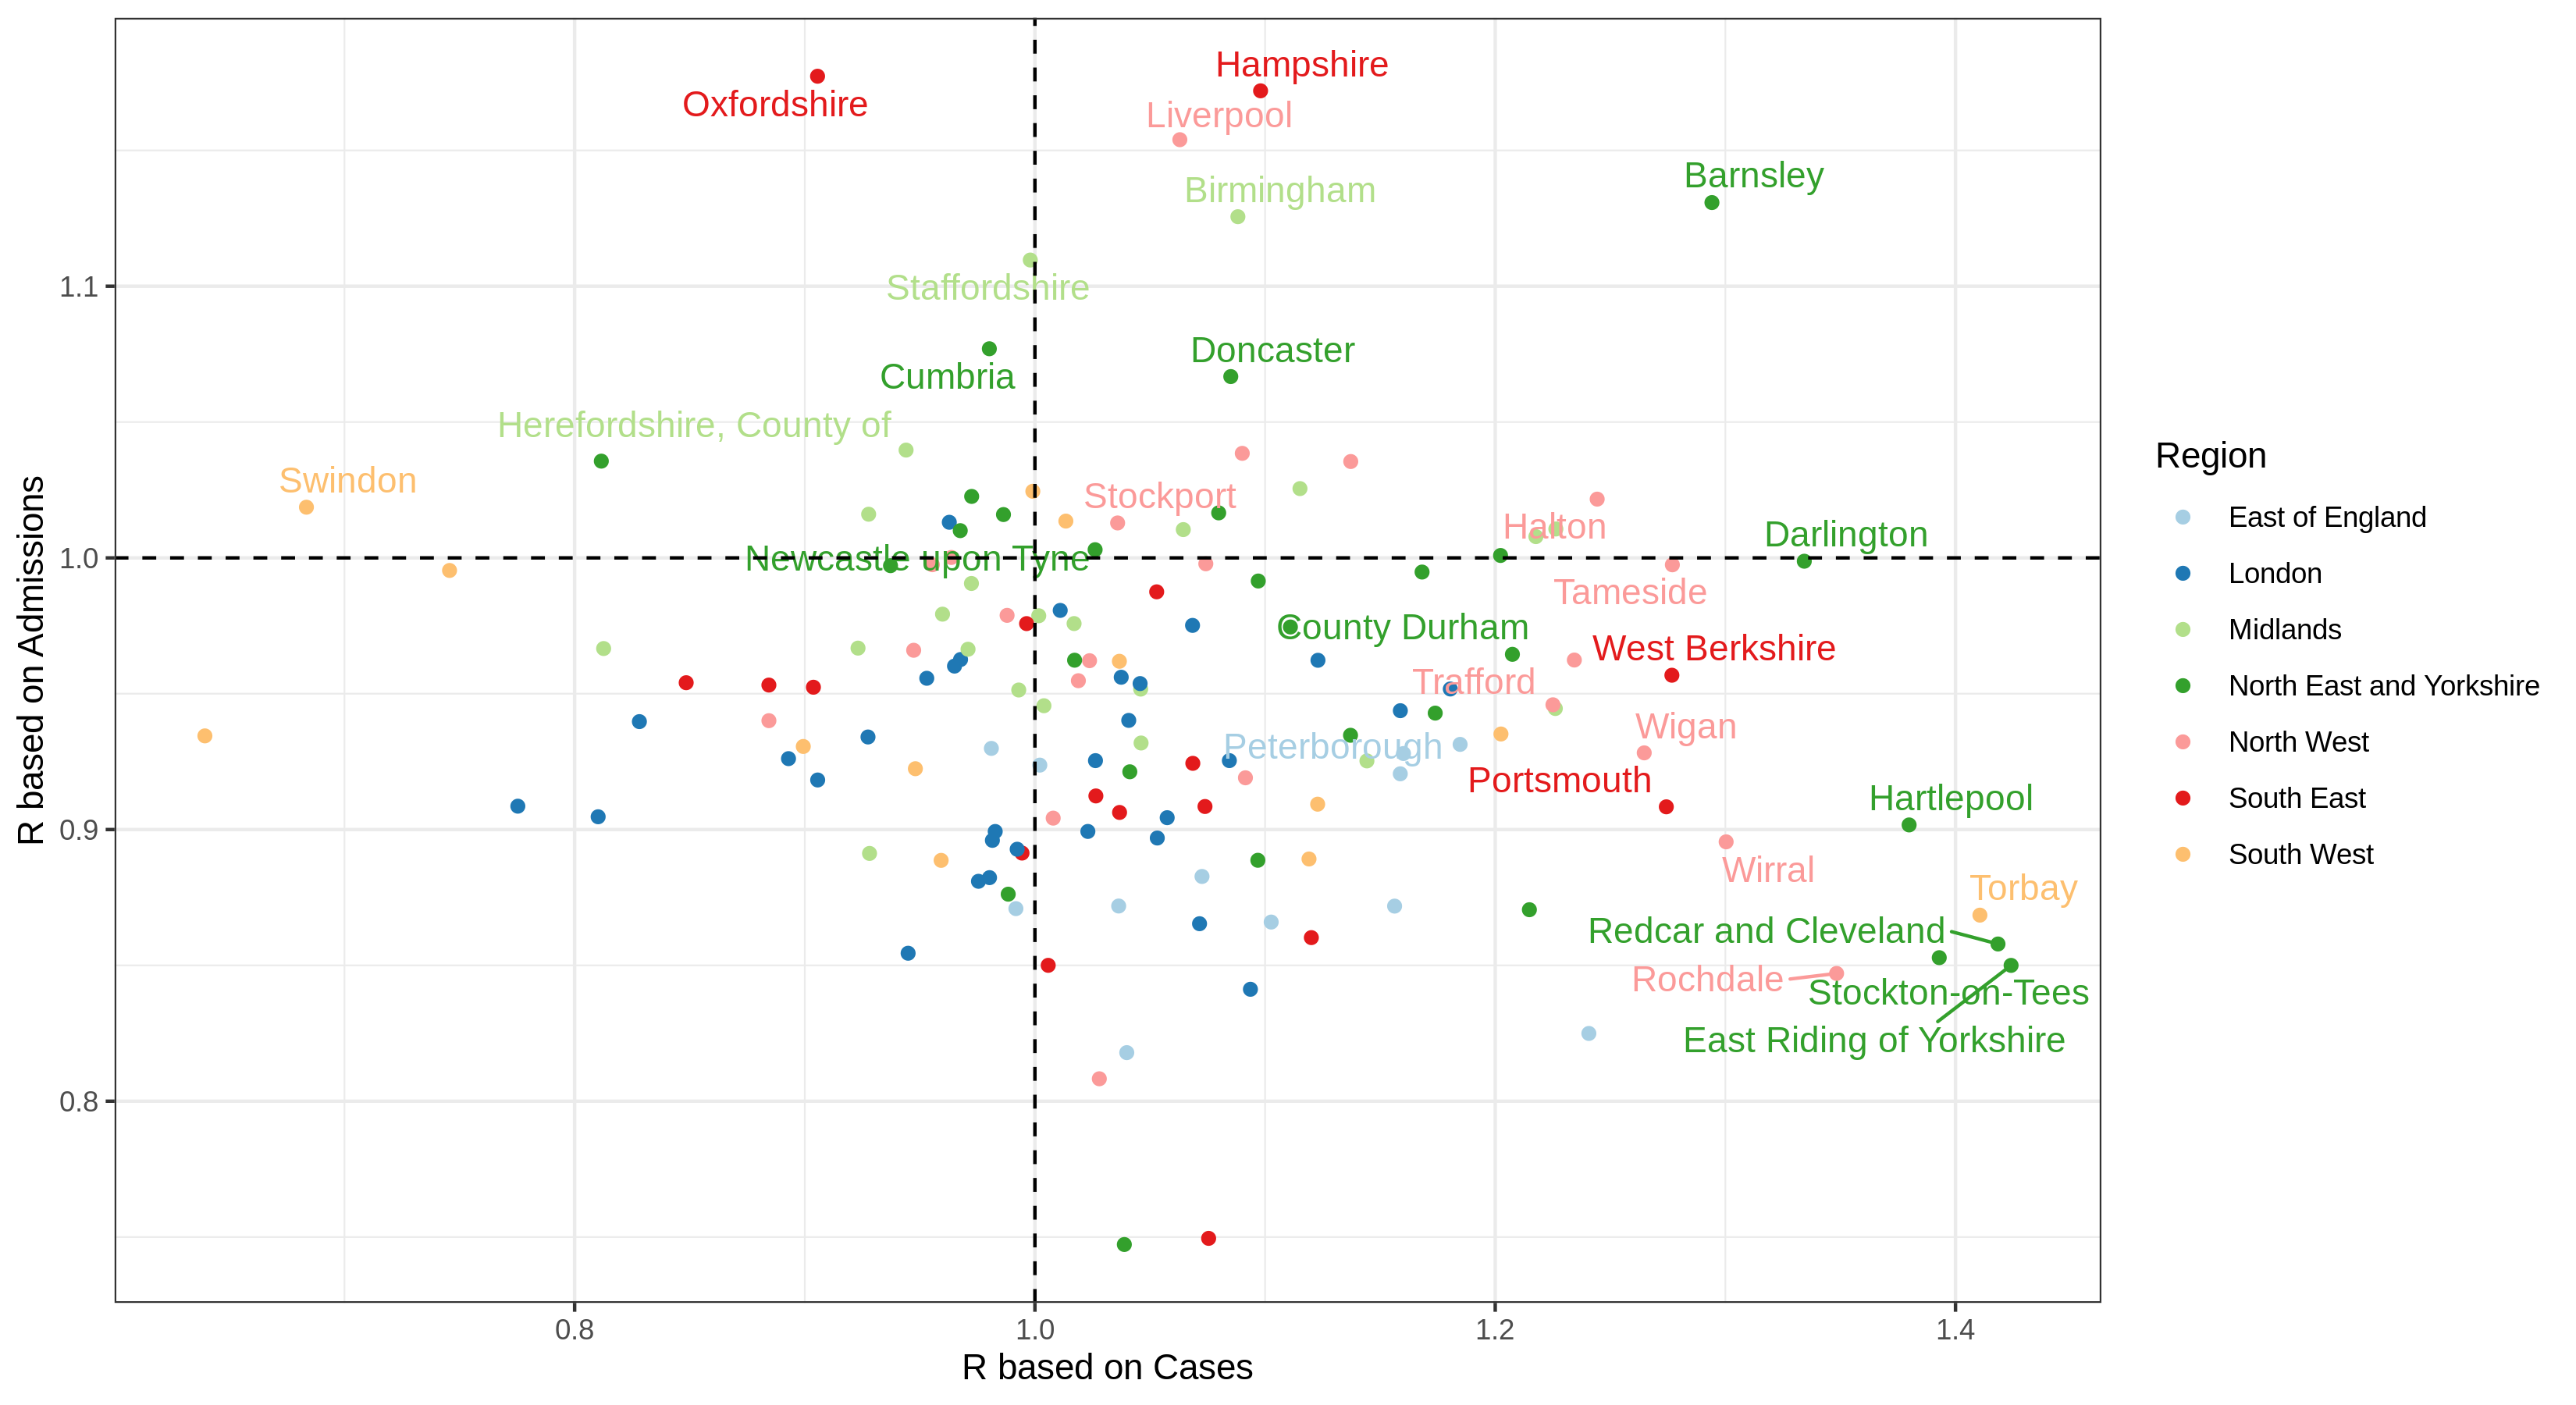 Hampshire
Oxfordshire
Liverpool
Barnsley
Birmingham
Staffordshire
1.1
Doncaster
Cumbria
Herefordshire, County of
Swindon
Stockport
Halton
Darlington
1.0
Newcastle upon Tyne
Tameside
County Durham
West Berkshire
Trafford
Wigan
Peterborough
Portsmouth
Hartlepool
0.9
Wirral
Torbay
Redcar and Cleveland
Rochdale
Stockton-on-Tees
East Riding of Yorkshire
0.8
0.8
1.0
1.2
1.4
R based on Cases
R based on Admissions
Region
East of England
London
Midlands
North East and Yorkshire
North West
South East
South West